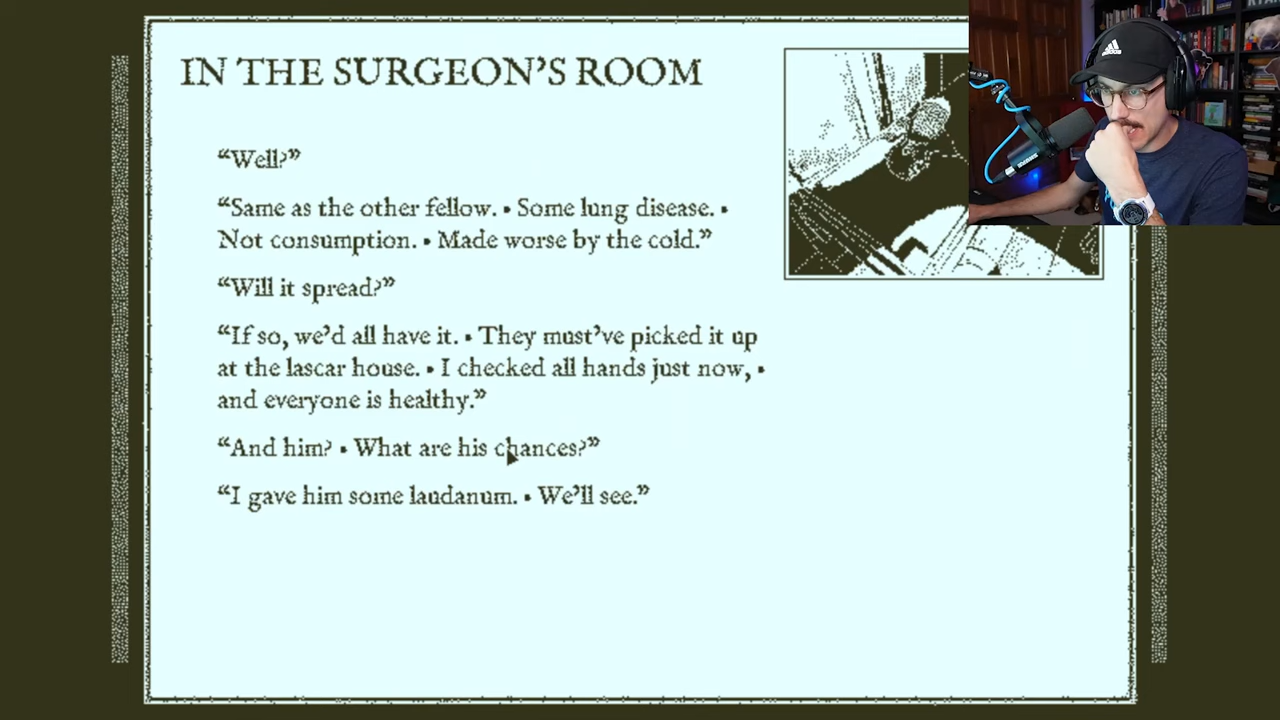 IN THE SURGEON'S ROOM
“Well?”
“Same as the other fellow. • Some lung disease. •
Not consumption. • Made worse by the cold.”
“Will it spread?”
“If so, we'd all have it. • They must've picked it up
at the lascar house. • I checked all hands just now, •
and everyone is healthy.”
“And him? • What are his chances?”
“I gave him some laudanum. • We'll see.”